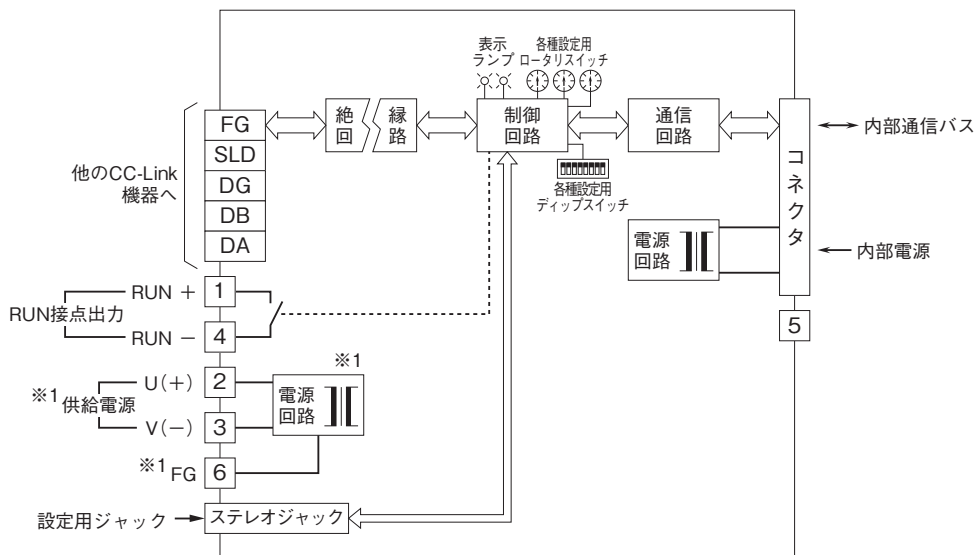 表示
ランプ
各種設定用
ロータリスイッチ
他のCC-Link
機器へ
FG
SLD
DG
DB
DA
絶縁
回路
制御
回路
通信
回路
コネクタ
内部通信バス
各種設定用
ディップスイッチ
電源
回路
内部電源
RUN接点出力
RUN +
1
RUN −
4
5
※1 供給電源
U(+)
2
V(−)
3
※1
電源
回路
※1 FG
6
設定用ジャック
ステレオジャック